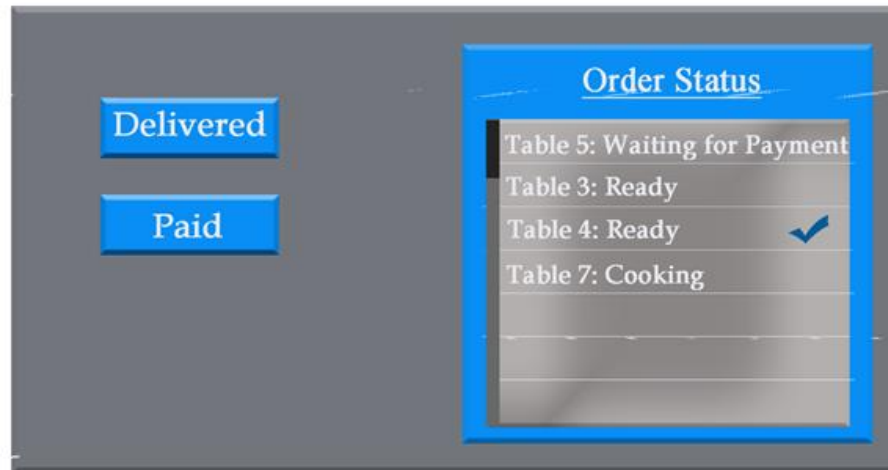 Delivered
Paid
Order Status
Table 5: Waiting for Payment
Table 3: Ready
Table 4: Ready
Table 7: Cooking